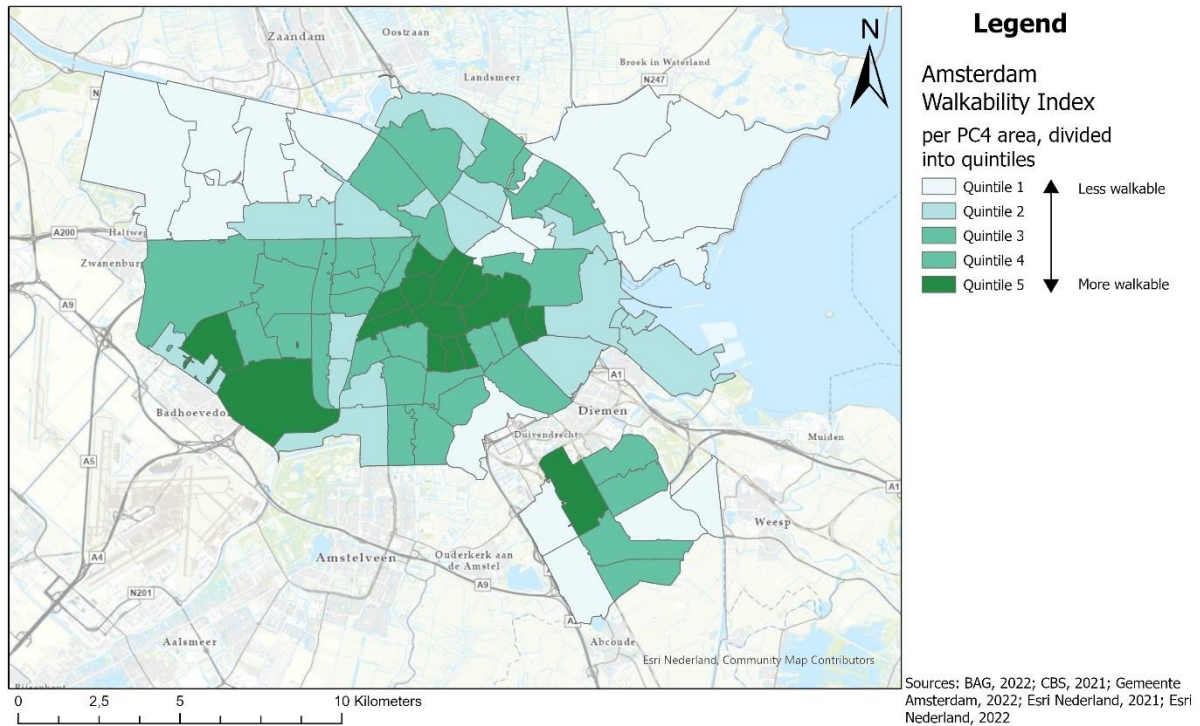 Zaandam
Oostzaan
Landsmeer
Broek in Waterland
N247
N
A200
Halfweg
Zwanenburg
A9
Badhoevedorp
A5
A4
N201
Aalsmeer
Amstelveen
Ouderkerk aan
de Amstel
A9
Abcoude
Duivendrecht
Diemen
A1
Muiden
A1
Weesp
Esri Nederland, Community Map Contributors
0 2,5 5 10 Kilometers
Legend
Amsterdam
Walkability Index
per PC4 area, divided
into quintiles
Quintile 1 Less walkable
Quintile 2
Quintile 3
Quintile 4
Quintile 5 More walkable
Sources: BAG, 2022; CBS, 2021; Gemeente
Amsterdam, 2022; Esri Nederland, 2021; Esri
Nederland, 2022